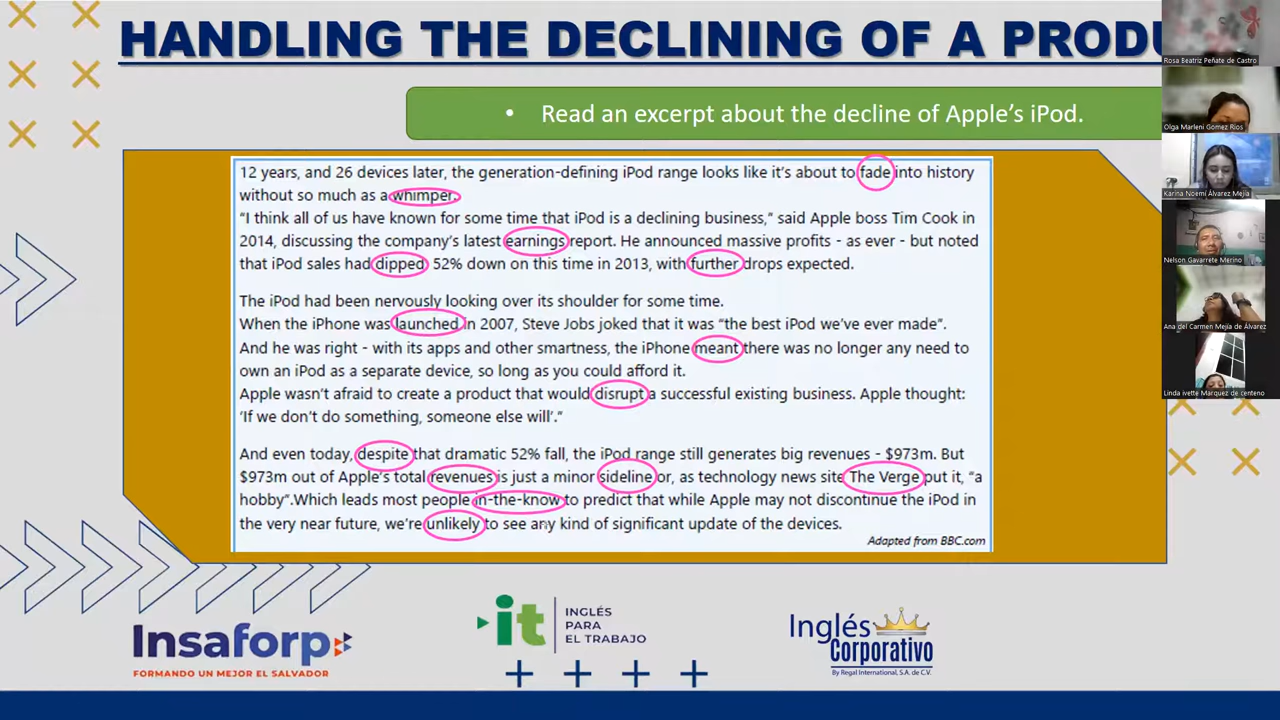 HANDLING THE DECLINING OF A PRODU
• Read an excerpt about the decline of Apple's iPod.
12 years, and 26 devices later, the generation-defining iPod range looks like it's about to fade into history
without so much as a whimper.
“I think all of us have known for some time that iPod is a declining business,” said Apple boss Tim Cook in
2014, discussing the company's latest earnings report. He announced massive profits - as ever - but noted
that iPod sales had dipped 52% down on this time in 2013, with further drops expected.
The iPod had been nervously looking over its shoulder for some time.
When the iPhone was launched in 2007, Steve Jobs joked that it was “the best iPod we've ever made”.
And he was right - with its apps and other smartness, the iPhone meant there was no longer any need to
own an iPod as a separate device, so long as you could afford it.
Apple wasn't afraid to create a product that would disrupt a successful existing business. Apple thought:
‘If we don't do something, someone else will’.”
And even today, despite that dramatic 52% fall, the iPod range still generates big revenues - $973m. But
$973m out of Apple's total revenues is just a minor sideline or, as technology news site The Verge put it, “a
hobby”.Which leads most people in-the-know to predict that while Apple may not discontinue the iPod in
the very near future, we're unlikely to see any kind of significant update of the devices.
Adapted from BBC.com
Insaforp
FORMANDO UN MEJOR EL SALVADOR
it
INGLÉS
PARA
EL TRABAJO
Inglés
Corporativo
By Regal International, S.A. de C.V.
Rosa Beatriz Peñate de Castro
Olga Marleni Gomez Rios
Karina Noemí Álvarez Mejía
Nelson Gavarrete Merino
Ana del Carmen Mejía de Álvarez
Linda ivette Marquez de centeno